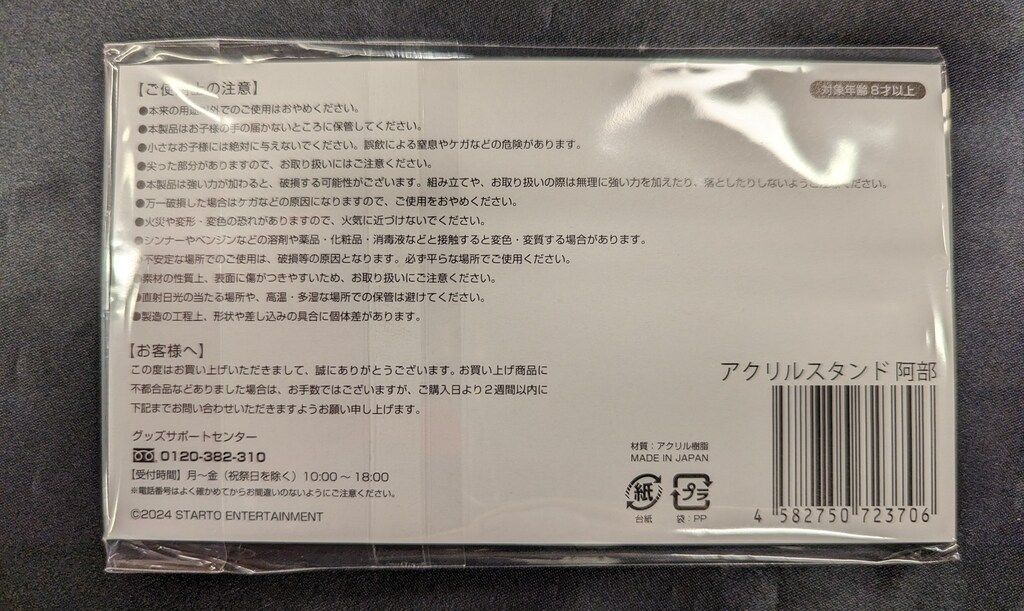 【ご使用上の注意】
対象年齢 8才以上
●本来の用途以外でのご使用はおやめください。
●本製品はお子様の手の届かないところに保管してください。
●小さなお子様には絶対に与えないでください。誤飲による窒息やケガなどの危険があります。
●尖った部分がありますので、お取り扱いにはご注意ください。
●本製品は強い力が加わると、破損する可能性がございます。組み立てや、お取り扱いの際は無理に強い力を加えたり、落としたりしないようご注意ください。
●万一破損した場合はケガなどの原因になりますので、ご使用をおやめください。
●火災や変形・変色の恐れがありますので、火気に近づけないでください。
●シンナーやベンジンなどの溶剤や薬品・化粧品・消毒液などと接触すると変色・変質する場合があります。
●不安定な場所でのご使用は、破損等の原因となります。必ず平らな場所でご使用ください。
●素材の性質上、表面に傷がつきやすいため、お取り扱いにご注意ください。
●直射日光の当たる場所や、高温・多湿な場所での保管は避けてください。
●製造の工程上、形状や差し込みの具合に個体差があります。
【お客様へ】
この度はお買い上げいただきまして、誠にありがとうございます。お買い上げ商品に
不都合品などありました場合は、お手数ではございますが、ご購入日より２週間以内に
下記までお問い合わせいただきますようお願い申し上げます。
グッズサポートセンター
0120-382-310
【受付時間】月～金（祝祭日を除く）10:00 ～ 18:00
※電話番号はよく確かめてからお間違いのないようにご注意ください。
©2024 STARTO ENTERTAINMENT
材質：アクリル樹脂
MADE IN JAPAN
紙
プラ
台紙
袋：PP
アクリルスタンド 阿部
4 582750 723706